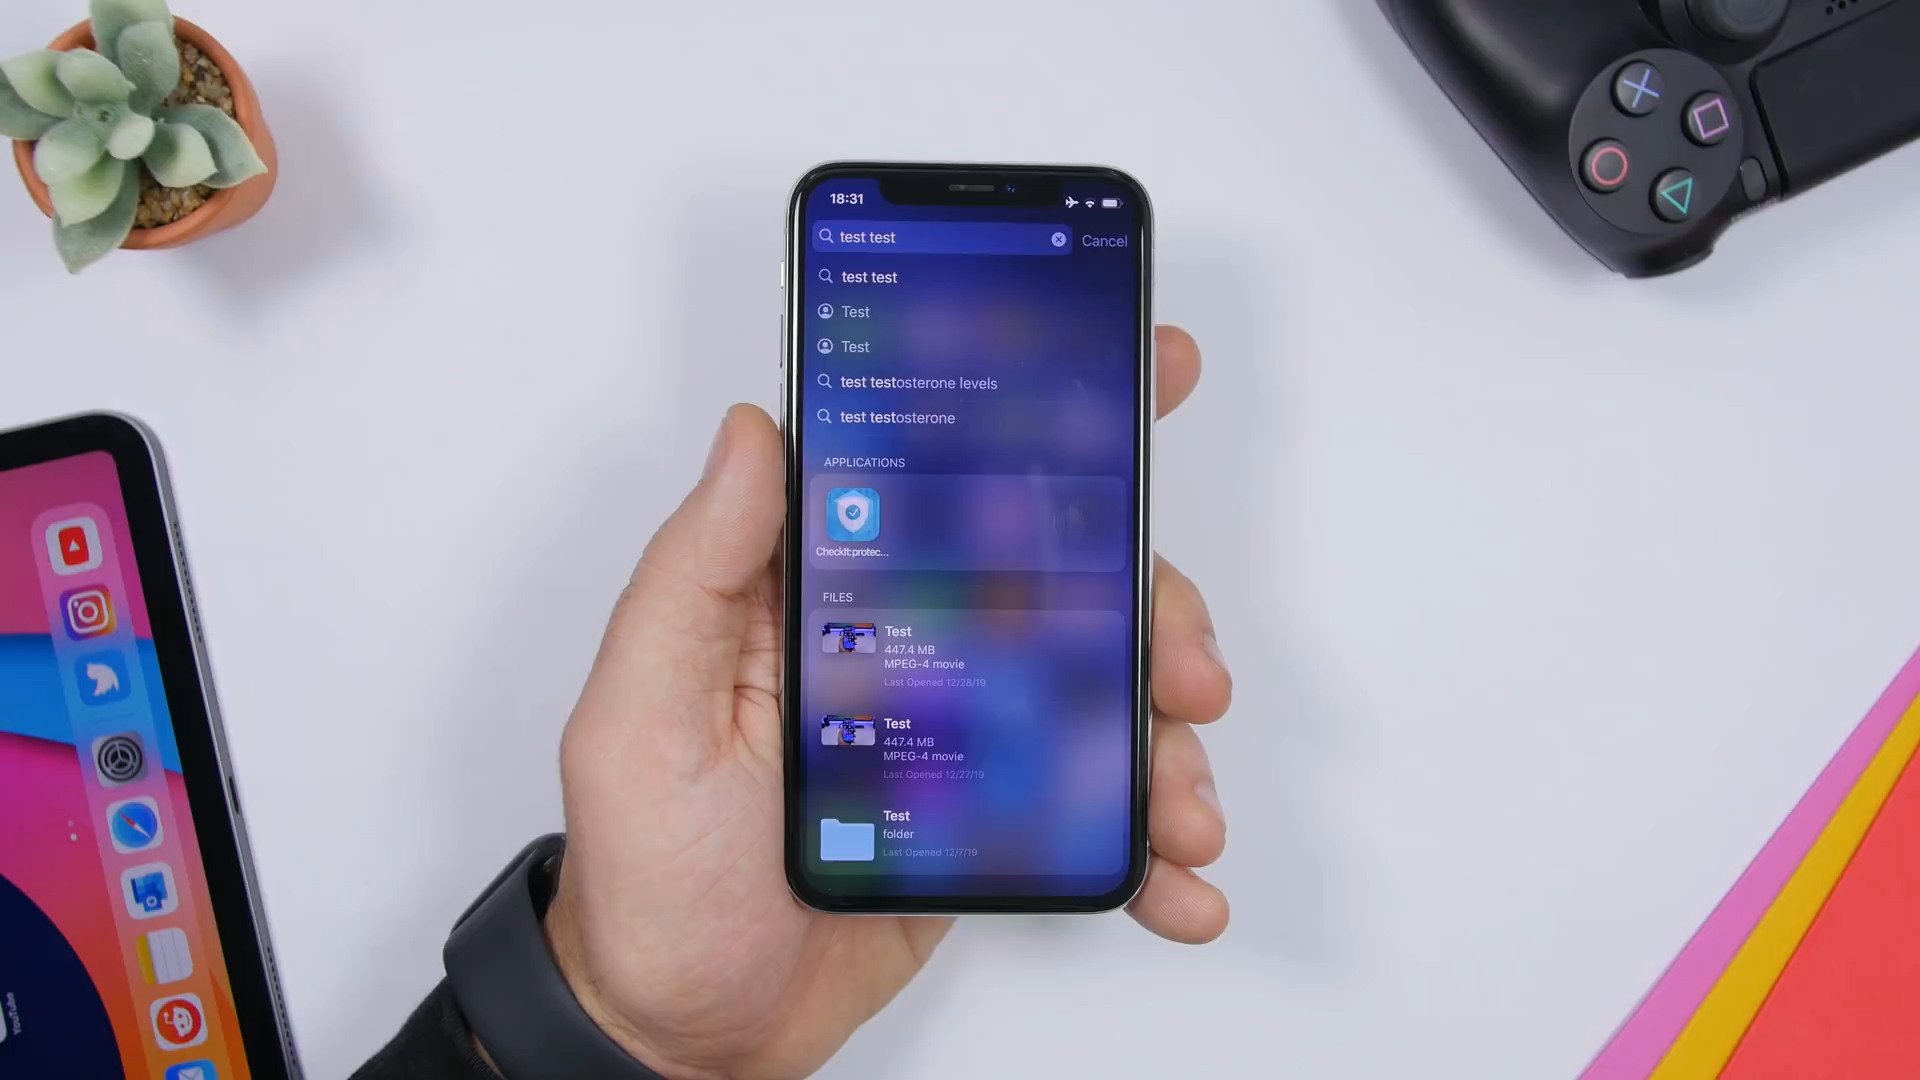 18:31
test test
Cancel
test test
Test
Test
test testosterone levels
test testosterone
APPLICATIONS
CheckIt:protec...
FILES
Test
447.4 MB
MPEG-4 movie
Last Opened 12/28/19
Test
447.4 MB
MPEG-4 movie
Last Opened 12/27/19
Test
folder
Last Opened 12/7/19
YouTube